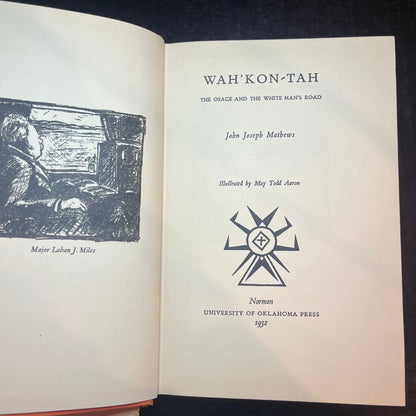 Major Laban J. Miles
WAH'KON-TAH
THE OSAGE AND THE WHITE MAN'S ROAD
John Joseph Mathews
Illustrated by May Todd Aaron
Norman
UNIVERSITY OF OKLAHOMA PRESS
1932